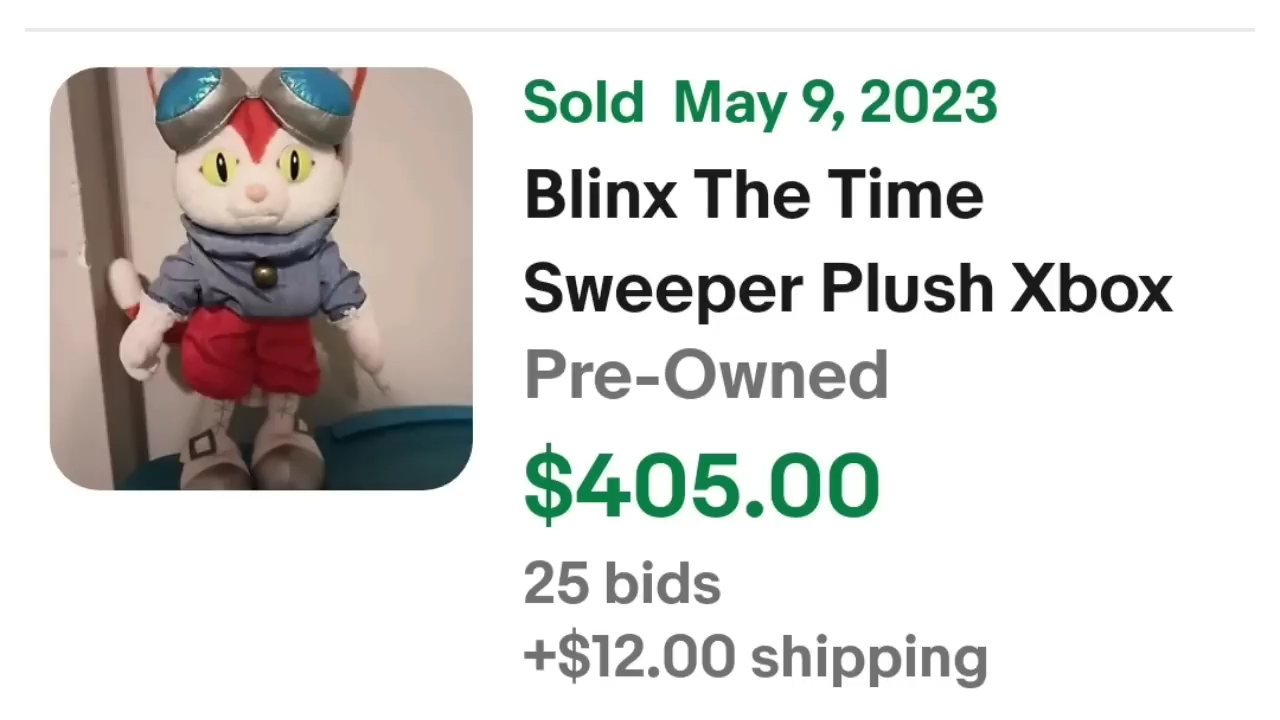 Sold May 9, 2023
Blinx The Time
Sweeper Plush Xbox
Pre-Owned
$405.00
25 bids
+$12.00 shipping